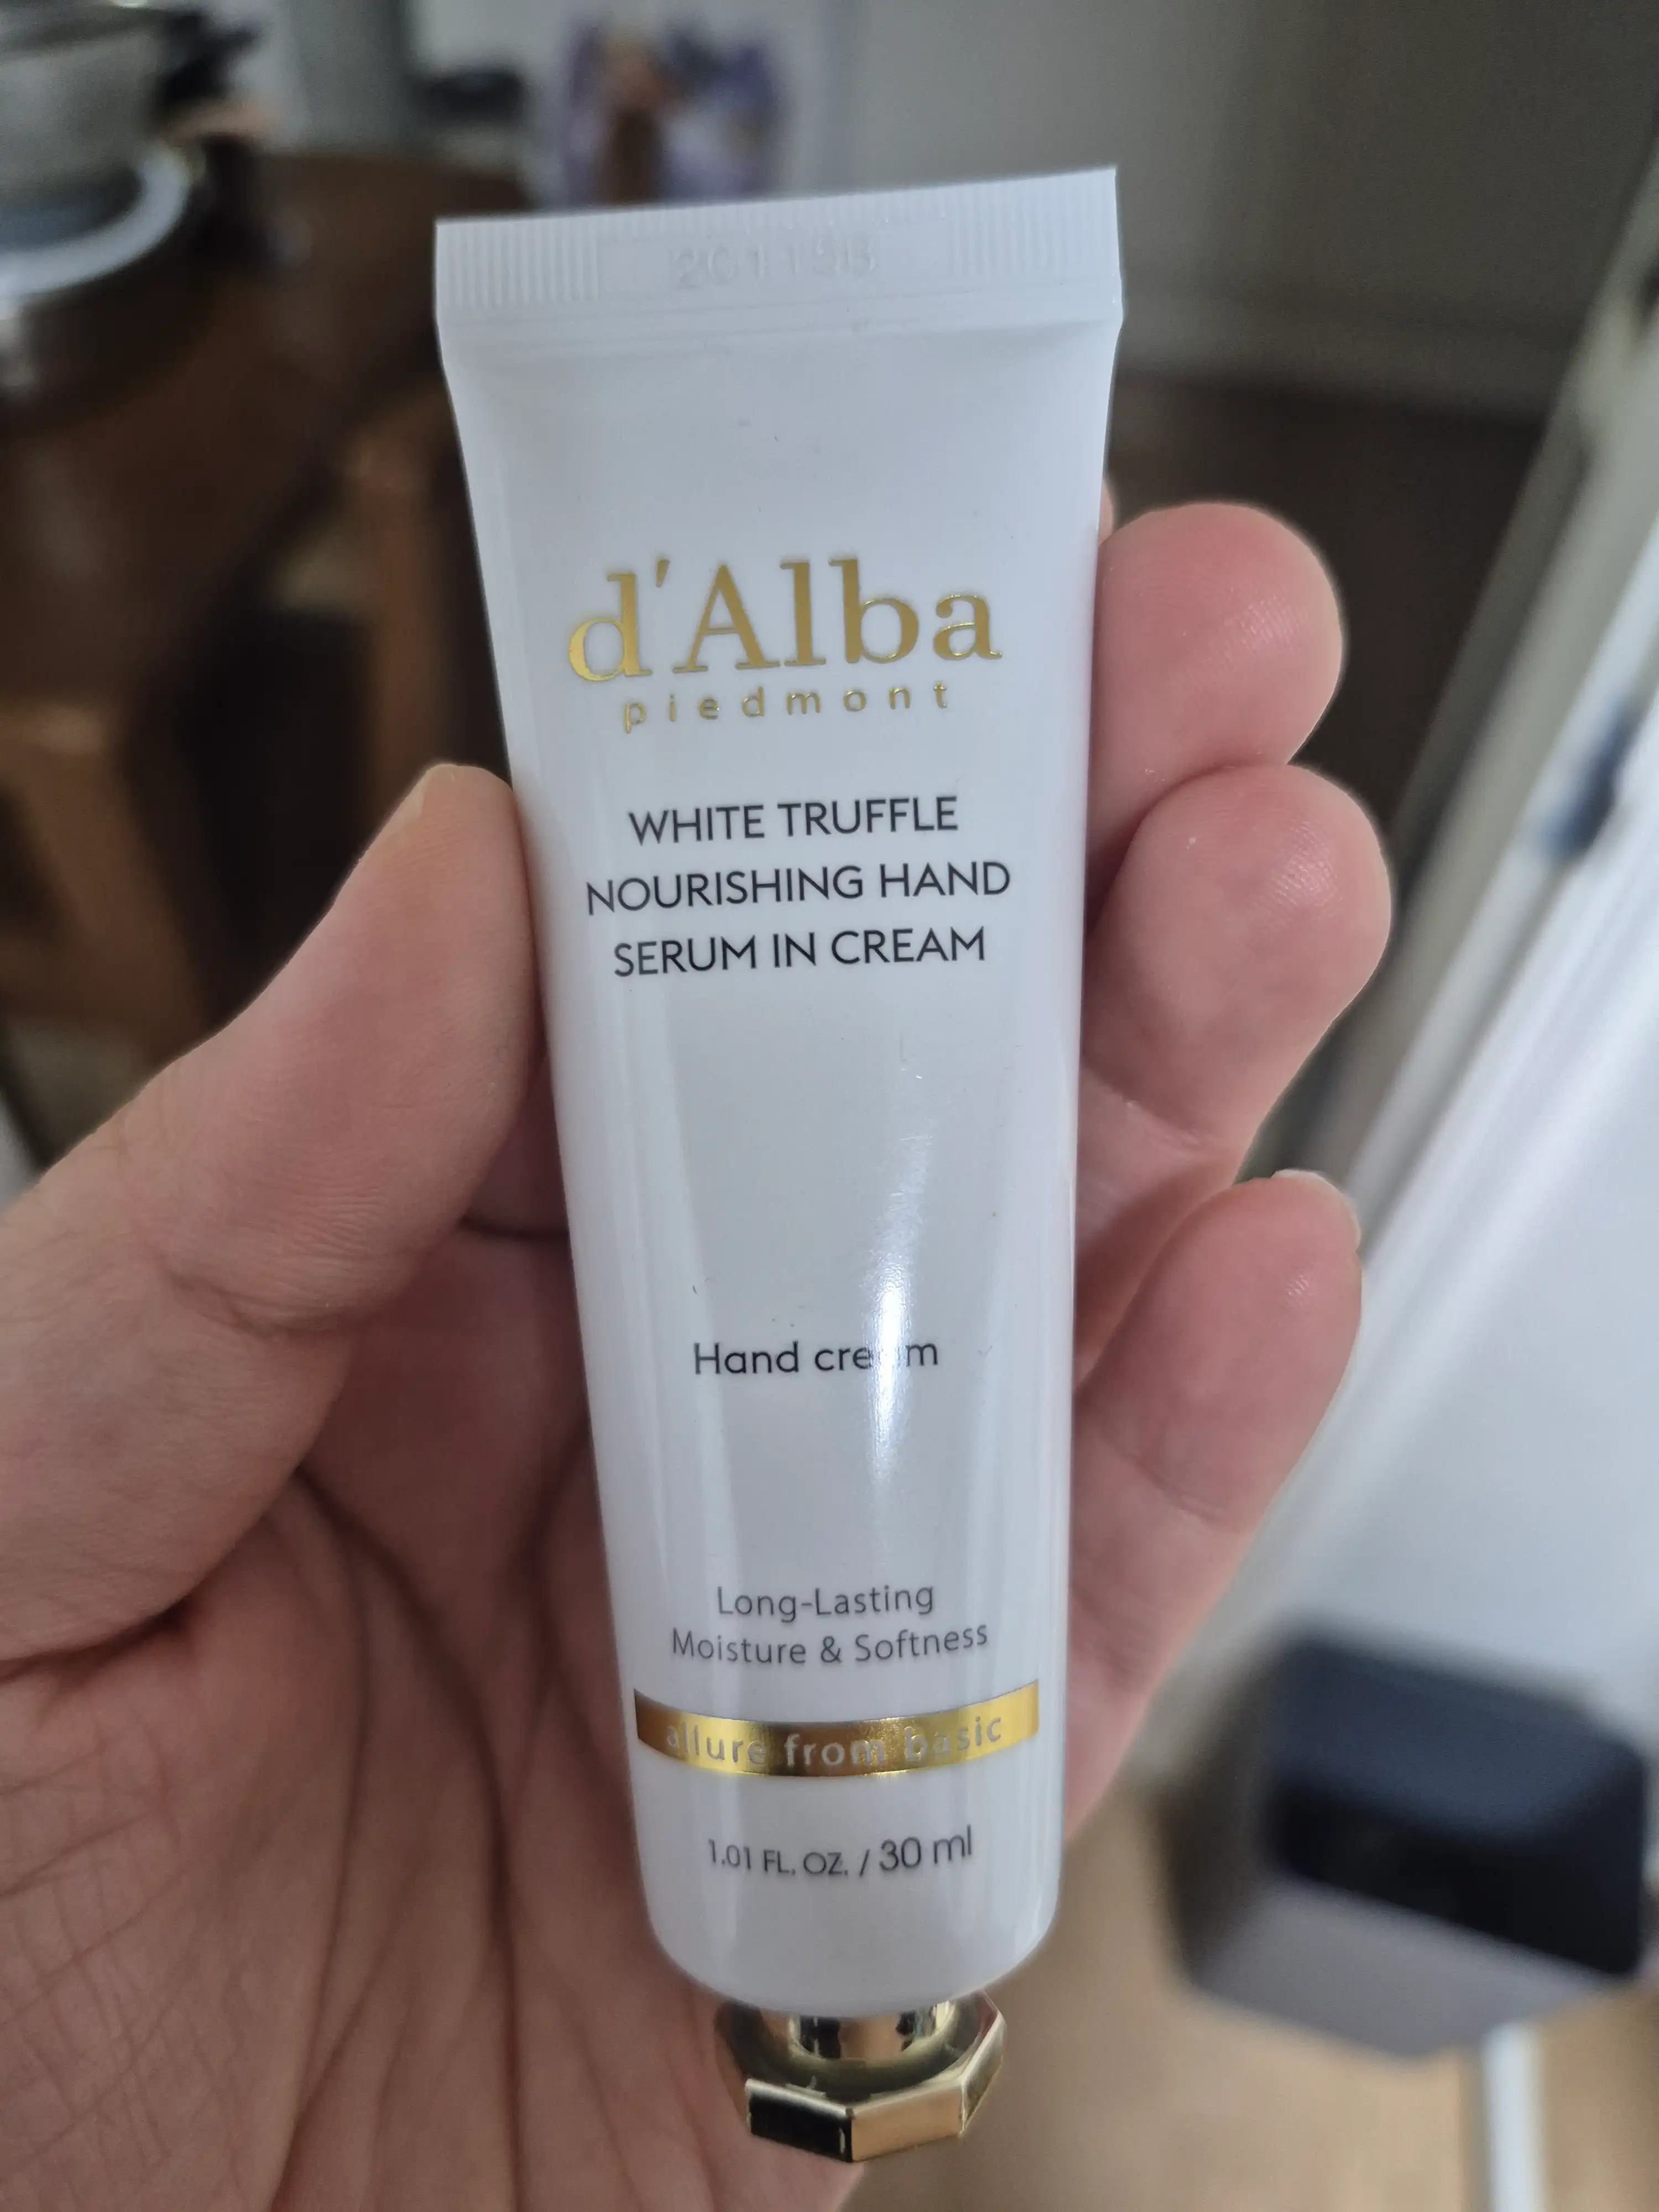 d'Alba
piedmont
WHITE TRUFFLE
NOURISHING HAND
SERUM IN CREAM
Hand cream
Long-Lasting
Moisture & Softness
allure from basic
1.01 FL. OZ. / 30 ml